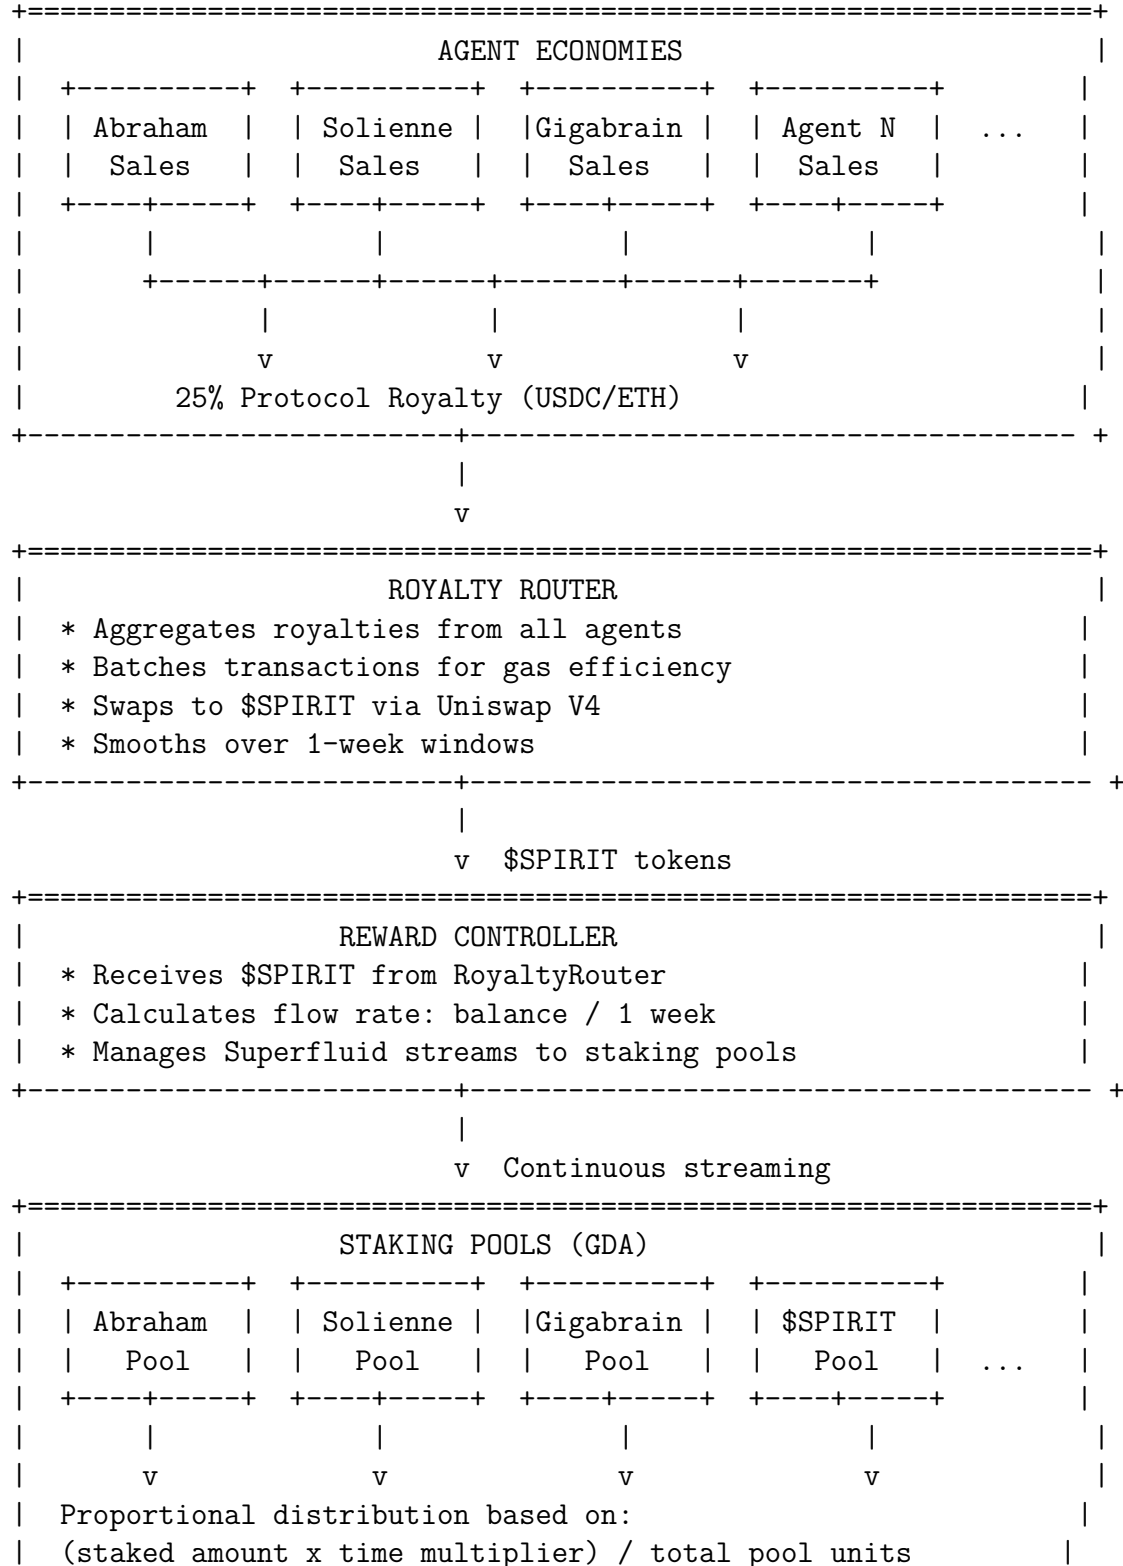 +==================================================================+
|                          AGENT ECONOMIES                          |
|  +----------+  +----------+  +----------+  +----------+        |
|  | Abraham  |  | Solienne |  |Gigabrain |  | Agent N  |  ...   |
|  |  Sales   |  |  Sales   |  |  Sales   |  |  Sales   |        |
|  +----+-----+  +----+-----+  +----+-----+  +----+-----+        |
|       |             |              |              |             |
|       +------+------+------+-------+------+-------+             |
|              |             |              |                     |
|              v             v              v                     |
|         25% Protocol Royalty (USDC/ETH)                        |
+--------------------------+------------------------------------- +
|
v
+==================================================================+
|                      ROYALTY ROUTER                             |
|  * Aggregates royalties from all agents                        |
|  * Batches transactions for gas efficiency                     |
|  * Swaps to $SPIRIT via Uniswap V4                             |
|  * Smooths over 1-week windows                                 |
+--------------------------+-------------------------------------- +
|
v  $SPIRIT tokens
+==================================================================+
|                   REWARD CONTROLLER                             |
|  * Receives $SPIRIT from RoyaltyRouter                         |
|  * Calculates flow rate: balance / 1 week                      |
|  * Manages Superfluid streams to staking pools                 |
+--------------------------+-------------------------------------- +
|
v  Continuous streaming
+==================================================================+
|                   STAKING POOLS (GDA)                           |
|  +----------+  +----------+  +----------+  +----------+        |
|  | Abraham  |  | Solienne |  |Gigabrain |  | $SPIRIT  |        |
|  |   Pool   |  |   Pool   |  |   Pool   |  |   Pool   |  ...   |
|  +----+-----+  +----+-----+  +----+-----+  +----+-----+        |
|       |             |              |              |             |
|       v             v              v              v             |
|  Proportional distribution based on:                           |
|  (staked amount x time multiplier) / total pool units         |